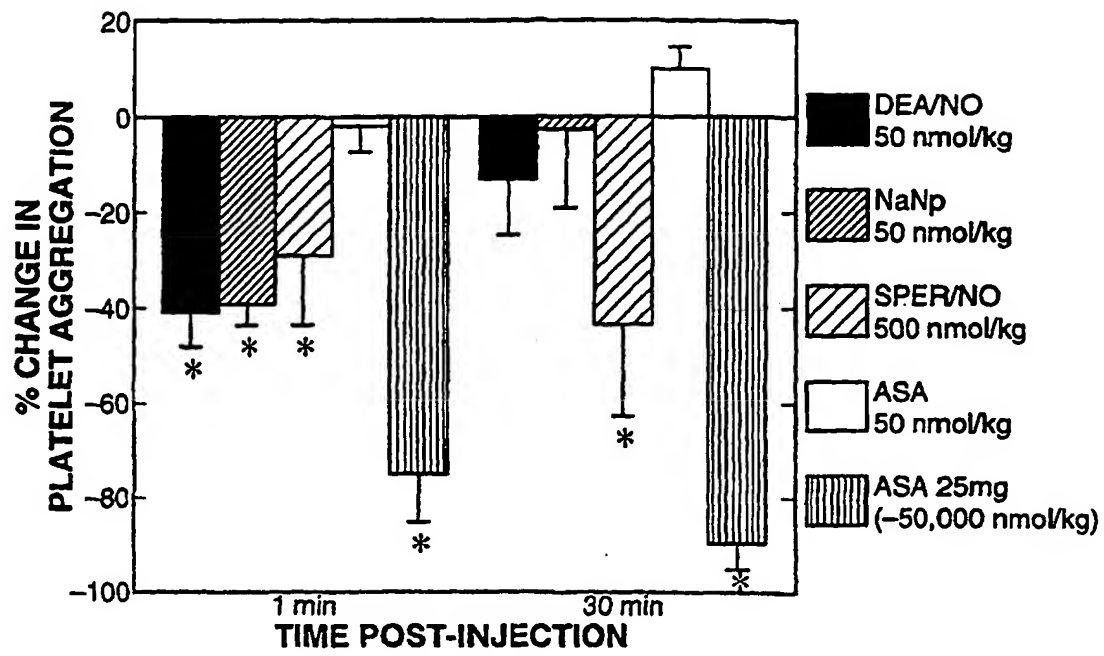 20
0
-20
-40
-60
-80
-100
% CHANGE IN
PLATELET AGGREGATION
* * * * * *
1 min 30 min
TIME POST-INJECTION
DEA/NO
50 nmol/kg
NaNp
50 nmol/kg
SPER/NO
500 nmol/kg
ASA
50 nmol/kg
ASA 25mg
(~50,000 nmol/kg)